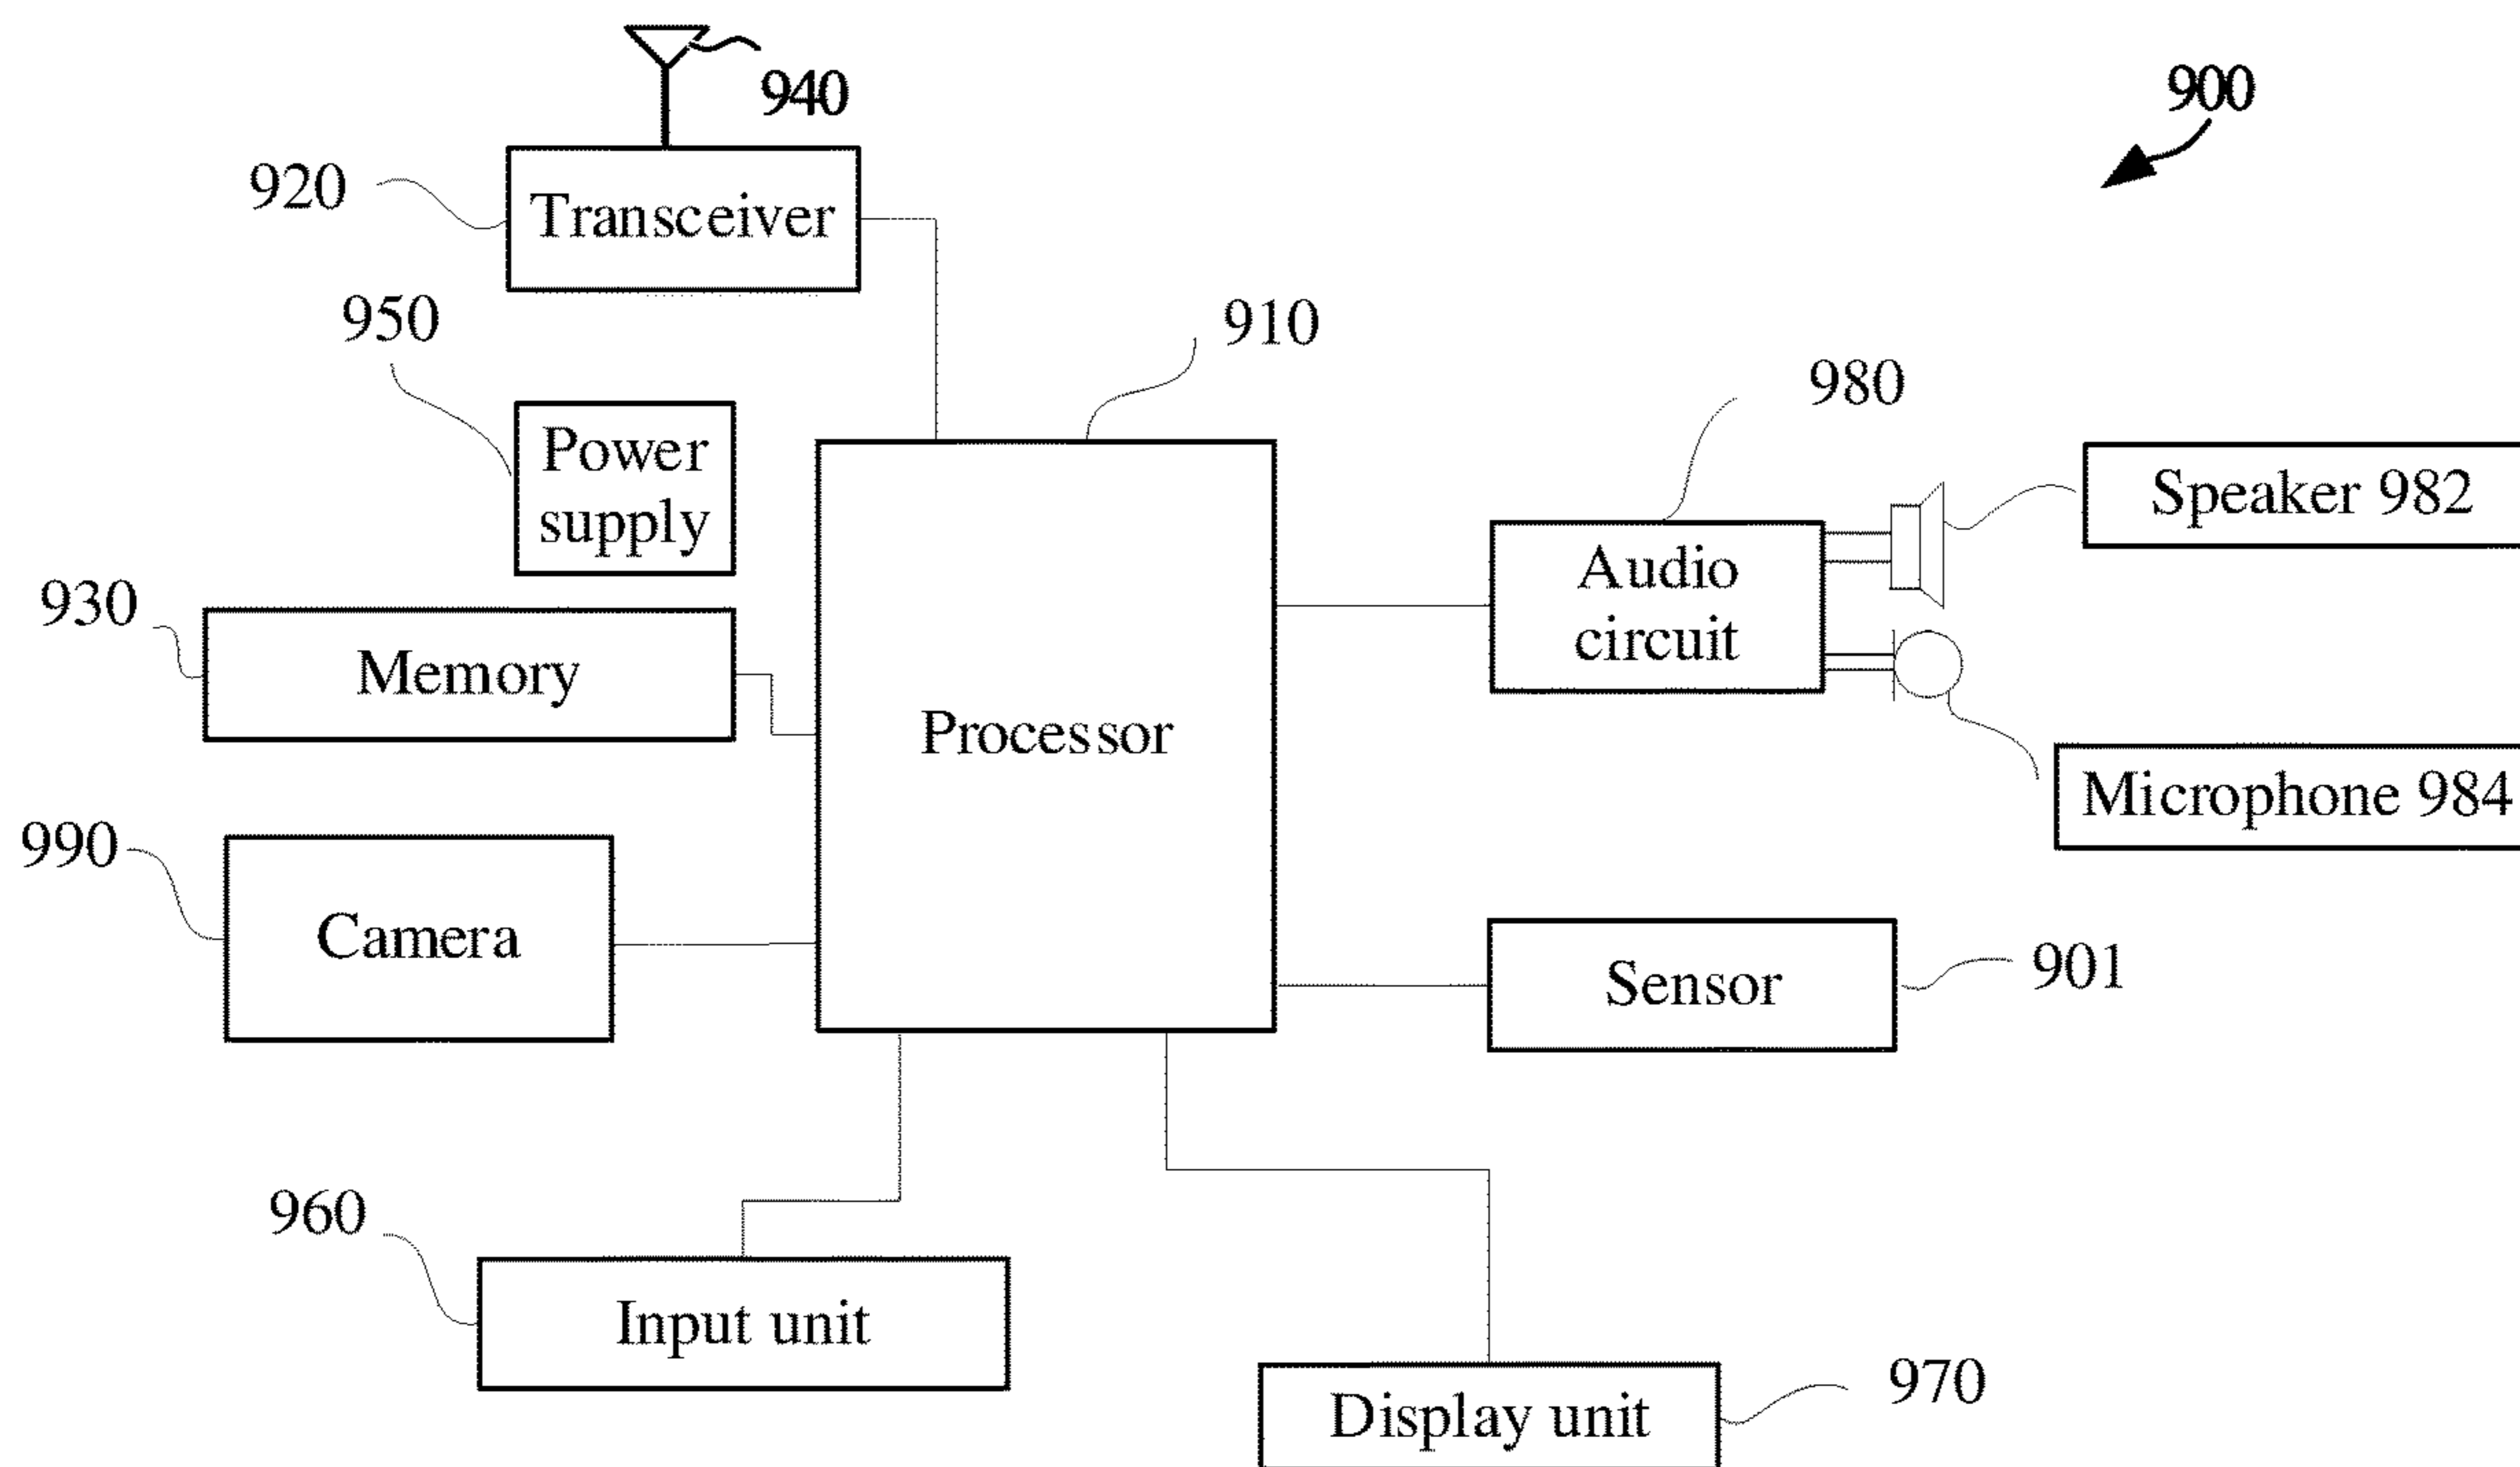 940
900
920
Transceiver
950
910
980
Power
supply
Speaker 982
Audio
circuit
930
Memory
Processor
Microphone 984
990
Camera
Sensor
901
960
Input unit
970
Display unit